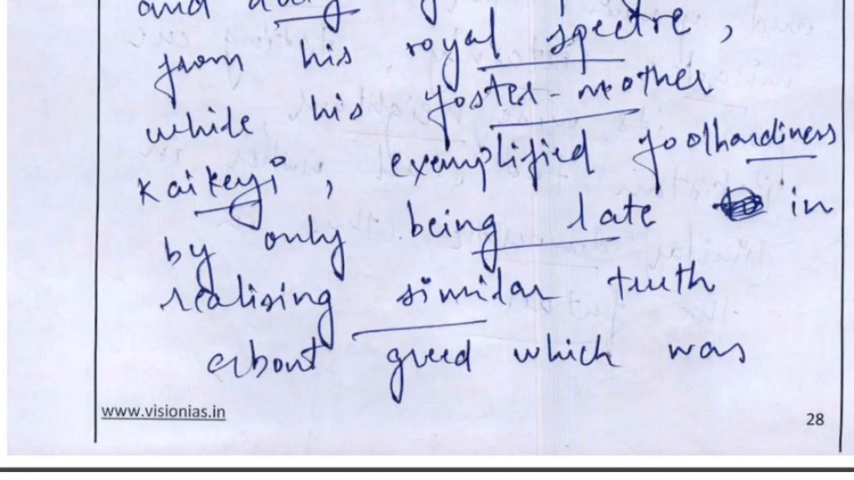 and
from his royal spectre,
while his foster-mother
Kaikeyi, exemplified foolhardiness
by only being late in
realising similar truth
about greed which was
www.visionias.in
28